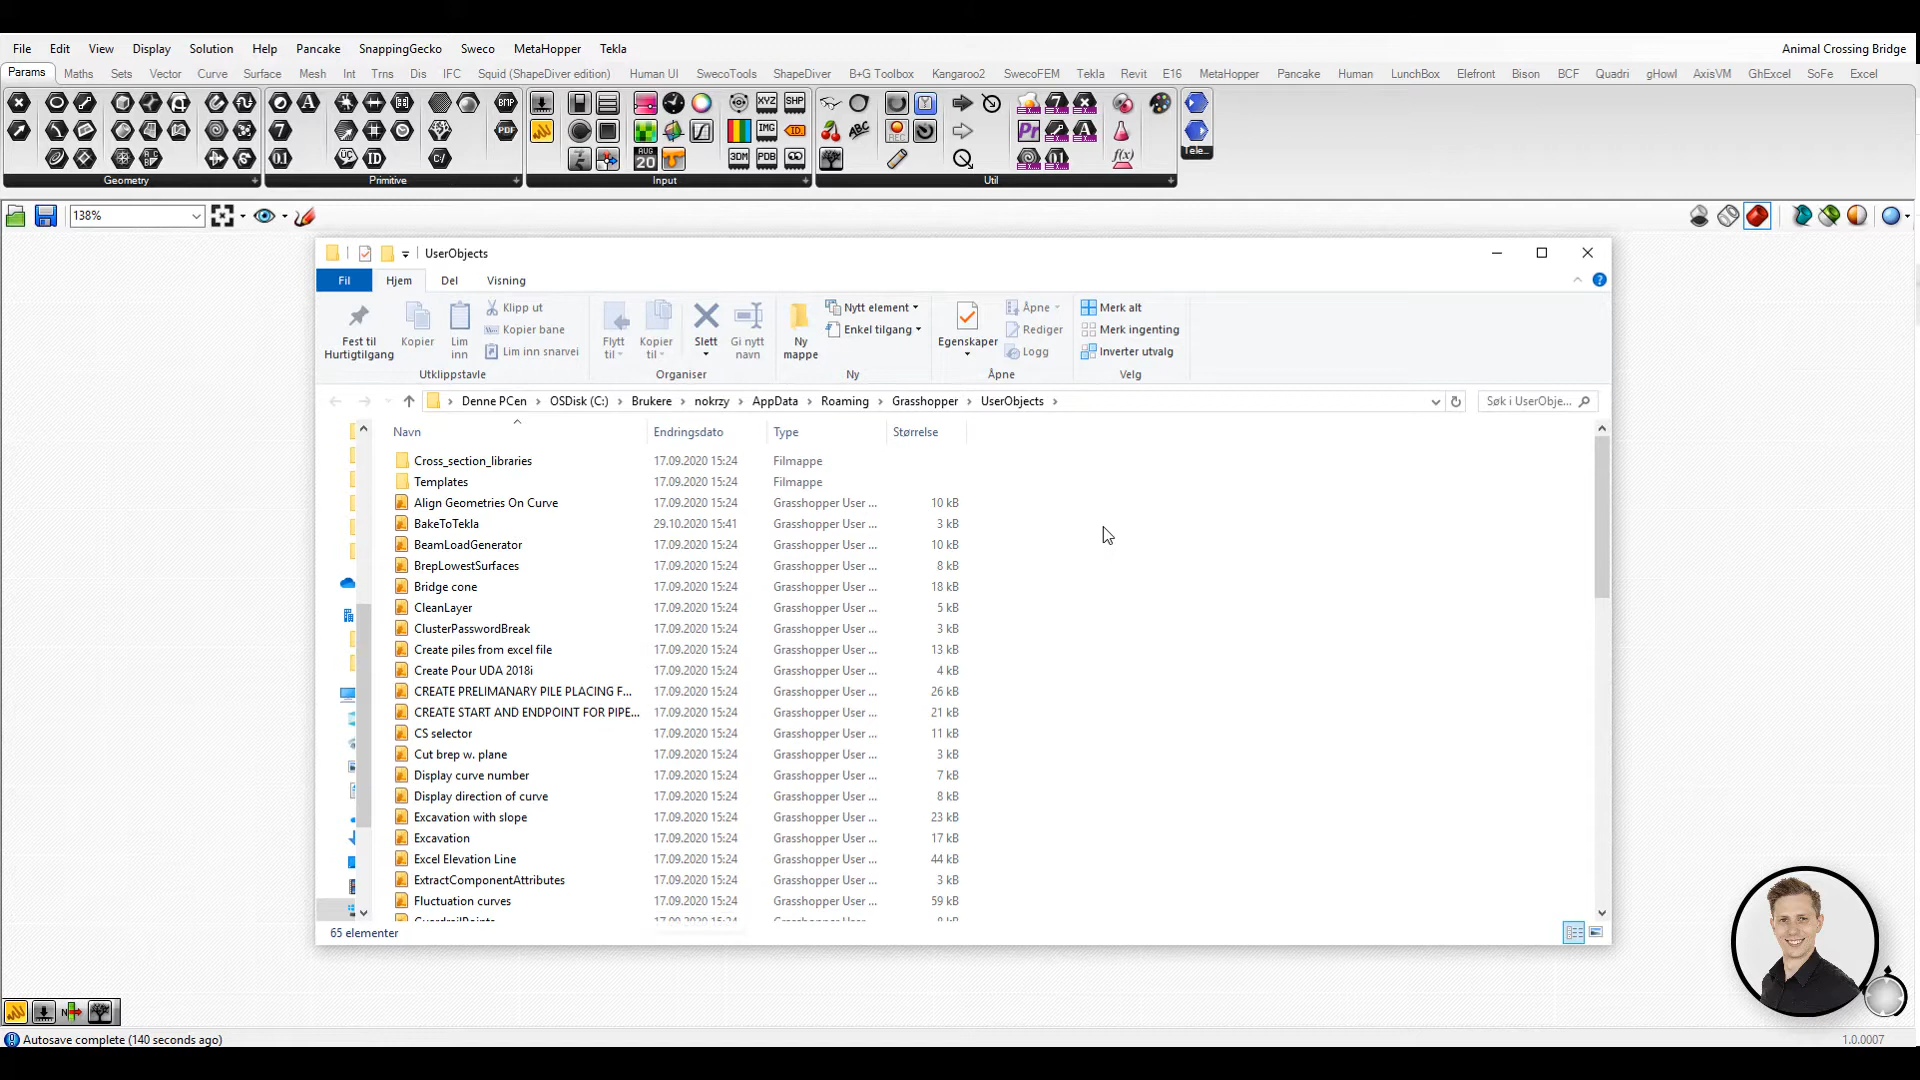 File Edit View Display Solution Help Pancake SnappingGecko Sweco MetaHopper Tekla Animal Crossing Bridge
Params Maths Sets Vector Curve Surface Mesh Int Trns Dis IFC Squid (ShapeDiver edition) Human UI SwecoTools ShapeDiver B+G Toolbox Kangaroo2 SwecoFEM Tekla Revit E16 MetaHopper Pancake Human LunchBox Elefront Bison BCF Quadri gHowl AxisVM GhExcel SoFe Excel
Geometry Primitive Input Util Tele...
138%
UserObjects
Fil Hjem Del Visning
Fest til Hurtigtilgang
Kopier
Lim inn
Klipp ut
Kopier bane
Lim inn snarvei
Utklippstavle
Flytt til
Kopier til
Slett
Gi nytt navn
Organiser
Ny mappe
Nytt element
Enkel tilgang
Ny
Egenskaper
Åpne
Rediger
Logg
Åpne
Merk alt
Merk ingenting
Inverter utvalg
Velg
Denne PCen > OSDisk (C:) > Brukere > nokrzy > AppData > Roaming > Grasshopper > UserObjects > Søk i UserObje...
Navn Endringsdato Type Størrelse
Cross_section_libraries 17.09.2020 15:24 Filmappe
Templates 17.09.2020 15:24 Filmappe
Align Geometries On Curve 17.09.2020 15:24 Grasshopper User ... 10 kB
BakeToTekla 29.10.2020 15:41 Grasshopper User ... 3 kB
BeamLoadGenerator 17.09.2020 15:24 Grasshopper User ... 10 kB
BrepLowestSurfaces 17.09.2020 15:24 Grasshopper User ... 8 kB
Bridge cone 17.09.2020 15:24 Grasshopper User ... 18 kB
CleanLayer 17.09.2020 15:24 Grasshopper User ... 5 kB
ClusterPasswordBreak 17.09.2020 15:24 Grasshopper User ... 3 kB
Create piles from excel file 17.09.2020 15:24 Grasshopper User ... 13 kB
Create Pour UDA 2018i 17.09.2020 15:24 Grasshopper User ... 4 kB
CREATE PRELIMANARY PILE PLACING F... 17.09.2020 15:24 Grasshopper User ... 26 kB
CREATE START AND ENDPOINT FOR PIPE... 17.09.2020 15:24 Grasshopper User ... 21 kB
CS selector 17.09.2020 15:24 Grasshopper User ... 11 kB
Cut brep w. plane 17.09.2020 15:24 Grasshopper User ... 3 kB
Display curve number 17.09.2020 15:24 Grasshopper User ... 7 kB
Display direction of curve 17.09.2020 15:24 Grasshopper User ... 8 kB
Excavation with slope 17.09.2020 15:24 Grasshopper User ... 23 kB
Excavation 17.09.2020 15:24 Grasshopper User ... 17 kB
Excel Elevation Line 17.09.2020 15:24 Grasshopper User ... 44 kB
ExtractComponentAttributes 17.09.2020 15:24 Grasshopper User ... 3 kB
Fluctuation curves 17.09.2020 15:24 Grasshopper User ... 59 kB
65 elementer
Autosave complete (140 seconds ago) 1.0.0007